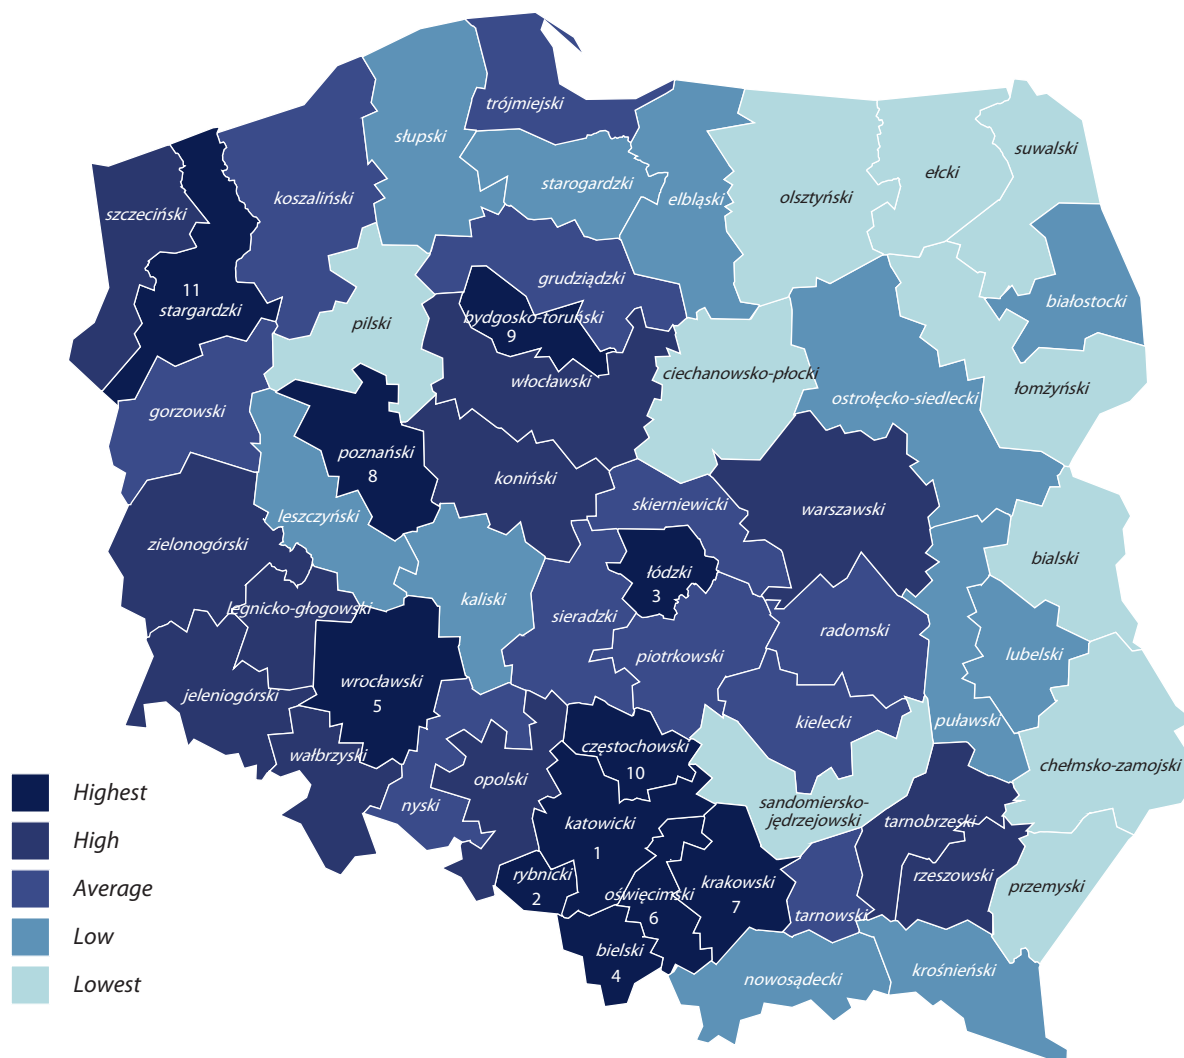 trójmiejski
słupski
suwalski
ełcki
starogardzki
olsztyński
koszaliński
elbląski
szczeciński
grudziądzki
11
stargardzki
białostocki
pilski
bydgosko-toruński
9
włocławski
ciechanowsko-płocki
łomżyński
ostrołęcko-siedlecki
gorzowski
poznański
8
koniński
skierniewicki
warszawski
leszczyński
zielonogórski
bialski
łódzki
3
kaliski
legnicko-głogowski
sieradzki
radomski
piotrkowski
lubelski
wrocławski
5
jeleniogórski
kielecki
puławski
częstochowski
10
wałbrzyski
opolski
chełmsko-zamojski
nyski
sandomiersko-
jędrzejowski
tarnobrzeski
katowicki
1
rybnicki
2
oświęcimski
6
krakowski
7
rzeszowski
przemyski
tarnowski
bielski
4
nowosądecki
krośnieński
Highest
High
Average
Low
Lowest